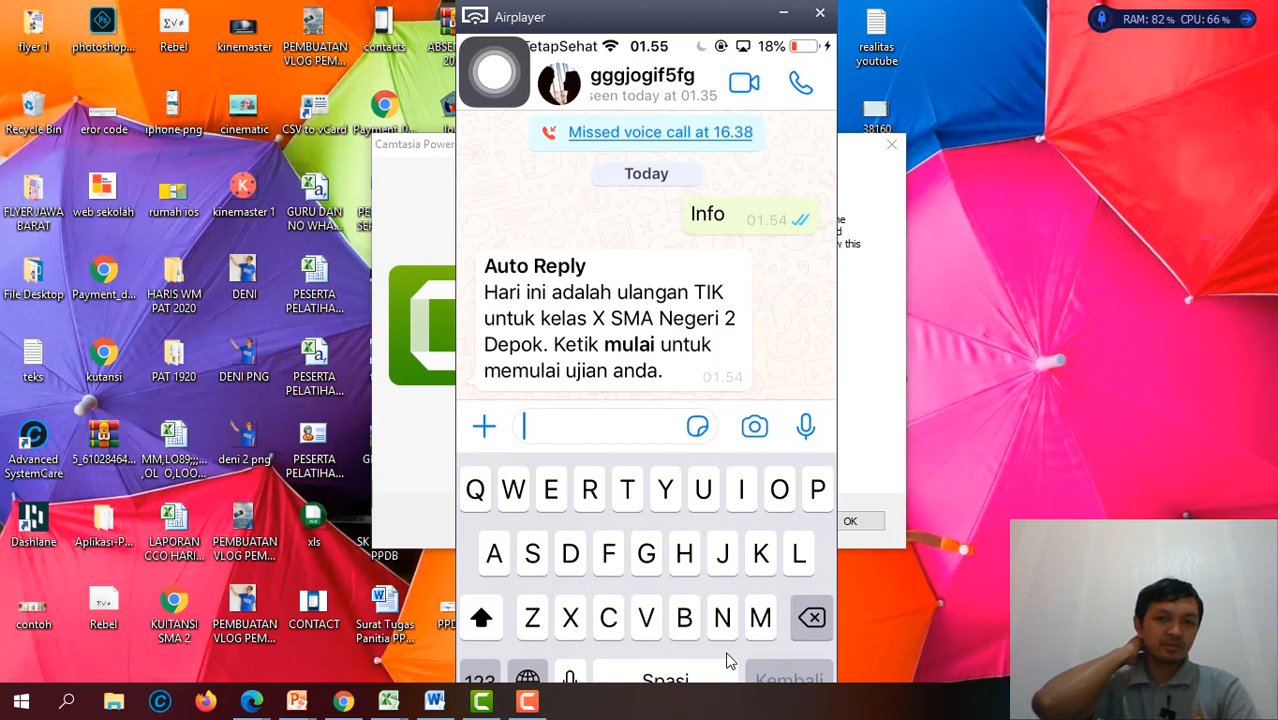 Airplayer
RAM: 82 % CPU: 66 %
flyer 1
photoshop...
Rebel
kinemaster
PEMBUATAN
VLOG PEM...
contacts
realitas
youtube
TetapSehat
01.55
18%
gggjogif5fg
seen today at 01.35
Recycle Bin
eror code
iphone-png
cinematic
CSV to vCard
38160
Camtasia Power
Missed voice call at 16.38
Today
Info
01.54
FLYER JAWA
BARAT
web sekolah
rumah ios
kinemaster 1
GURU DAN
NO WHA...
this
Auto Reply
Hari ini adalah ulangan TIK
untuk kelas X SMA Negeri 2
Depok. Ketik mulai untuk
memulai ujian anda.
01.54
File Desktop
Payment_d...
HARIS WM
PAT 2020
DENI
PESERTA
PELATIH...
teks
kutansi
PAT 1920
DENI PNG
PESERTA
PELATIHA...
Advanced
SystemCare
5_61028464...
MM,LO89;;;,
,OL O,LOO...
deni 2 png
PESERTA
PELATIHA...
Q W E R T Y U I O P
A S D F G H J K L
Z X C V B N M
123
Spasi
Kembali
OK
Dashlane
Aplikasi-P...
LAPORAN
CCO HARI...
PEMBUATAN
VLOG PEM...
xls
contoh
Rebel
KUITANSI
SMA 2
PEMBUATAN
VLOG PEM...
CONTACT
Surat Tugas
Panitia PP...